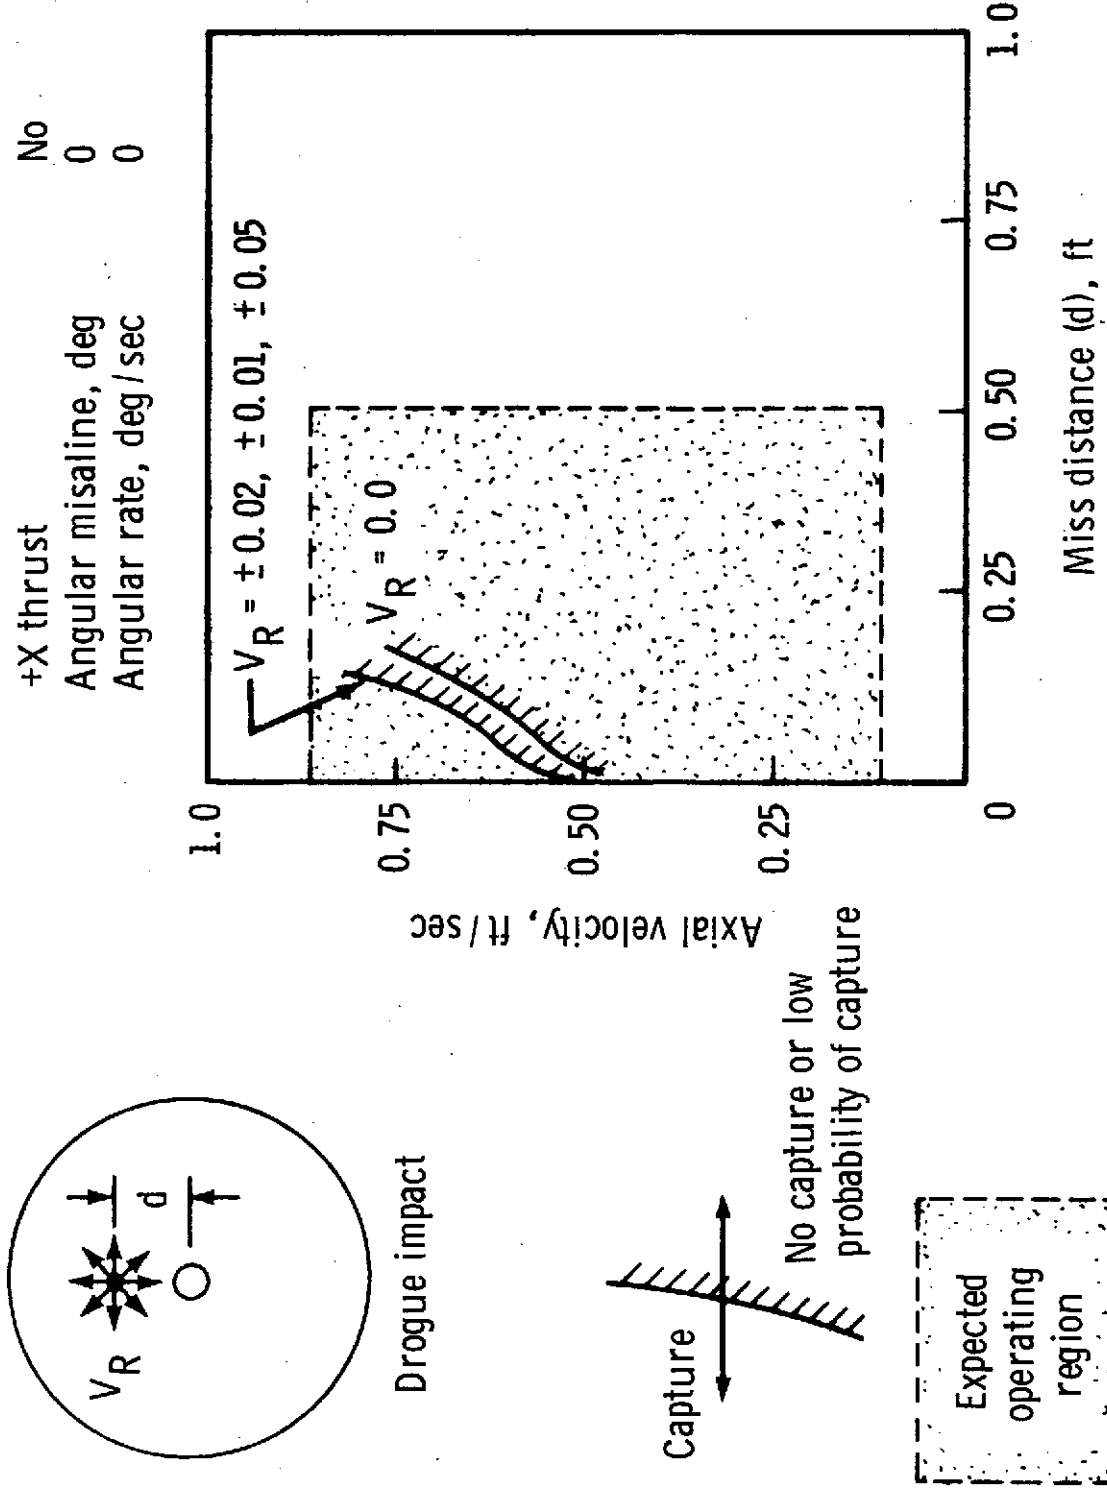 +X thrust No
Angular misaline, deg 0
Angular rate, deg/sec 0
V_R
d
Drogue impact
Capture
No capture or low
probability of capture
Expected
operating
region
Axial velocity, ft/sec
1.0
0.75
0.50
0.25
0
V_R = ±0.02, ±0.01, ±0.05
V_R = 0.0
0.25
0.50
0.75
1.0
Miss distance (d), ft